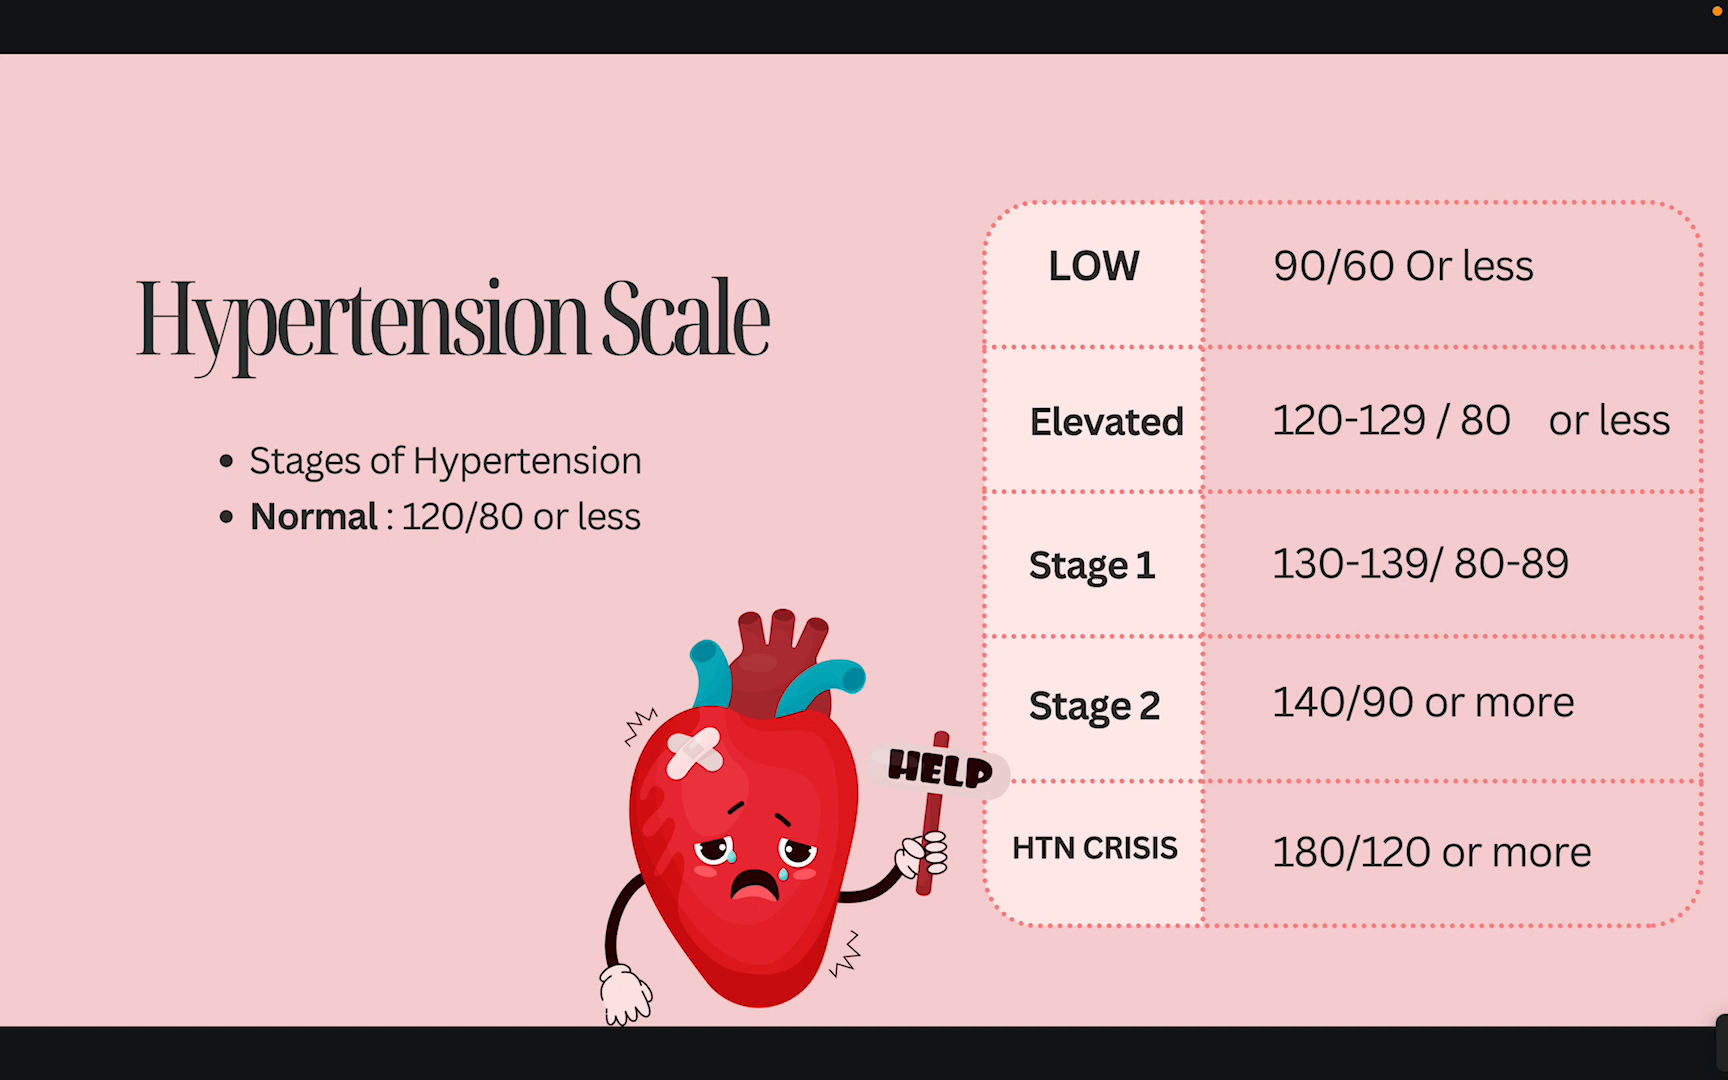 Hypertension Scale
Stages of Hypertension
Normal : 120/80 or less
HELP
LOW 90/60 Or less
Elevated 120-129 / 80 or less
Stage 1 130-139/ 80-89
Stage 2 140/90 or more
HTN CRISIS 180/120 or more